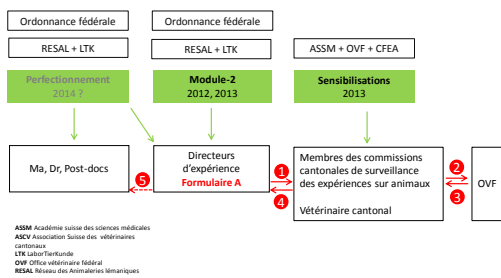 Ordonnance fédérale
Ordonnance fédérale
RESAL + LTK
RESAL + LTK
ASSM + OVF + CFEA
Perfectionnement
2014 ?
Module-2
2012, 2013
Sensibilisations
2013
Ma, Dr, Post-docs
5
Directeurs
d'expérience
Formulaire A
1
4
Membres des commissions
cantonales de surveillance
des expériences sur animaux
Vétérinaire cantonal
2
3
OVF
ASSM Académie suisse des sciences médicales
ASCV Association Suisse des vétérinaires
cantonaux
LTK LaborTierKunde
OVF Office vétérinaire fédéral
RESAL Réseau des Animaleries lémaniques